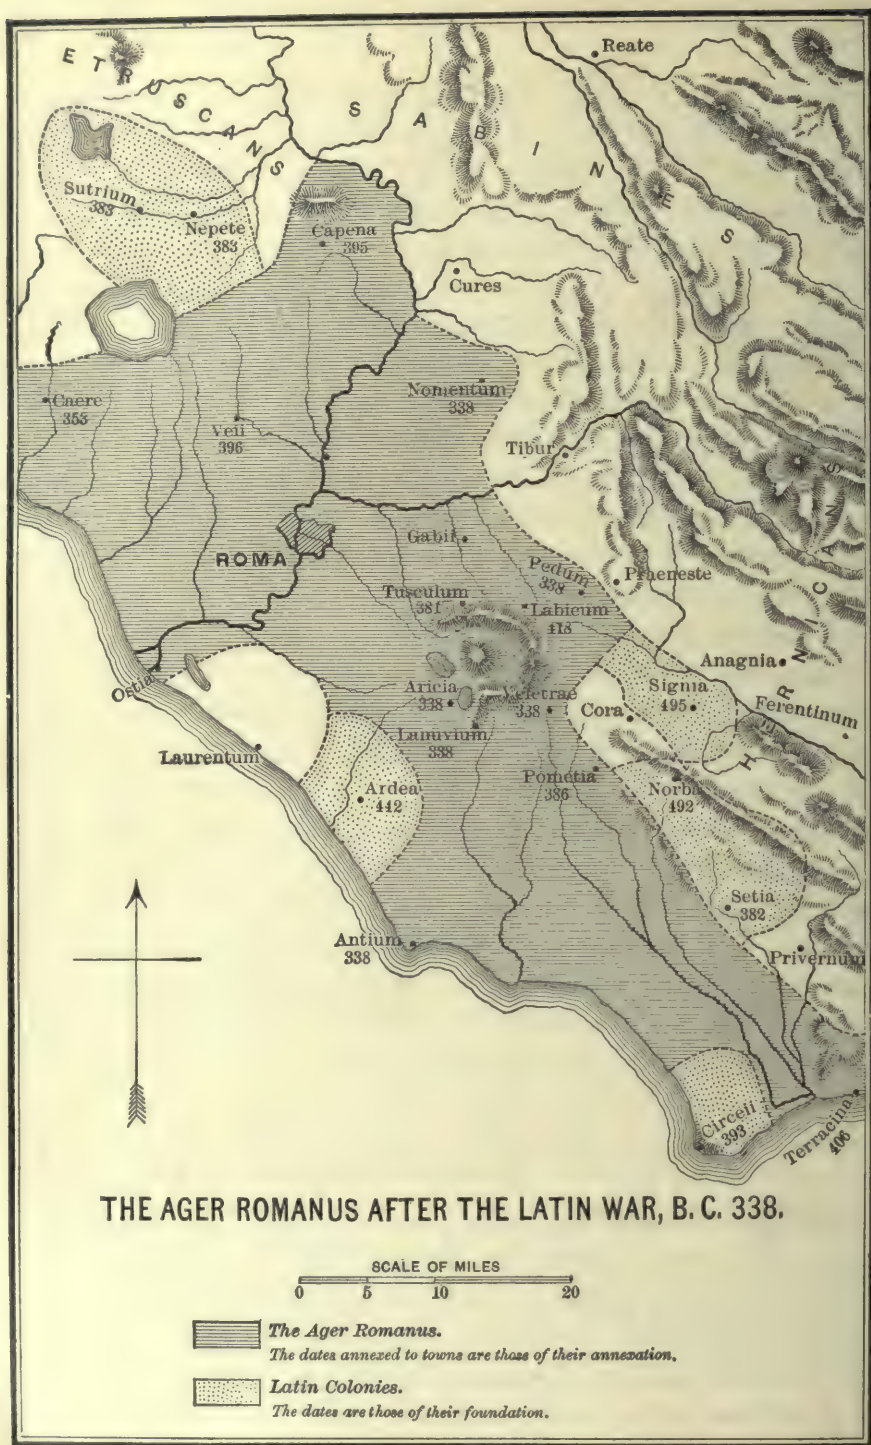 ETRUSCANS
SABINES
Reate
Sutrium
383
Nepete
383
Capena
395
Cures
Caere
353
Veii
396
Nomentum
338
Tibur
ROMA
Gabii
Pedum
338
Praeneste
Tusculum
381
Labicum
418
HERNICANS
Anagnia
Ostia
Aricia
338
Veletrae
338
Signia
495
Cora
Ferentinum
Lanuvium
338
Laurentum
Ardea
442
Pometia
386
Norba
492
Setia
382
Antium
338
Privernum
Circeii
393
Terracina
406
THE AGER ROMANUS AFTER THE LATIN WAR, B.C. 338.
SCALE OF MILES
0 5 10 20
The Ager Romanus.
The dates annexed to towns are those of their annexation.
Latin Colonies.
The dates are those of their foundation.